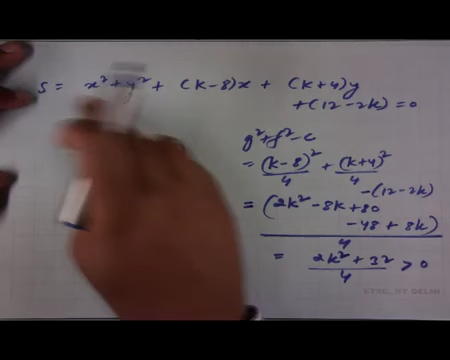 S = x² + y² + (k-8)x + (k+4)y
+ (12-2k) = 0
g² + f² - c
= (k-8)²/4 + (k+4)²/4
- (12-2k)
= (2k² - 8k + 80
- 48 + 8k)/4
= (2k² + 32)/4 > 0